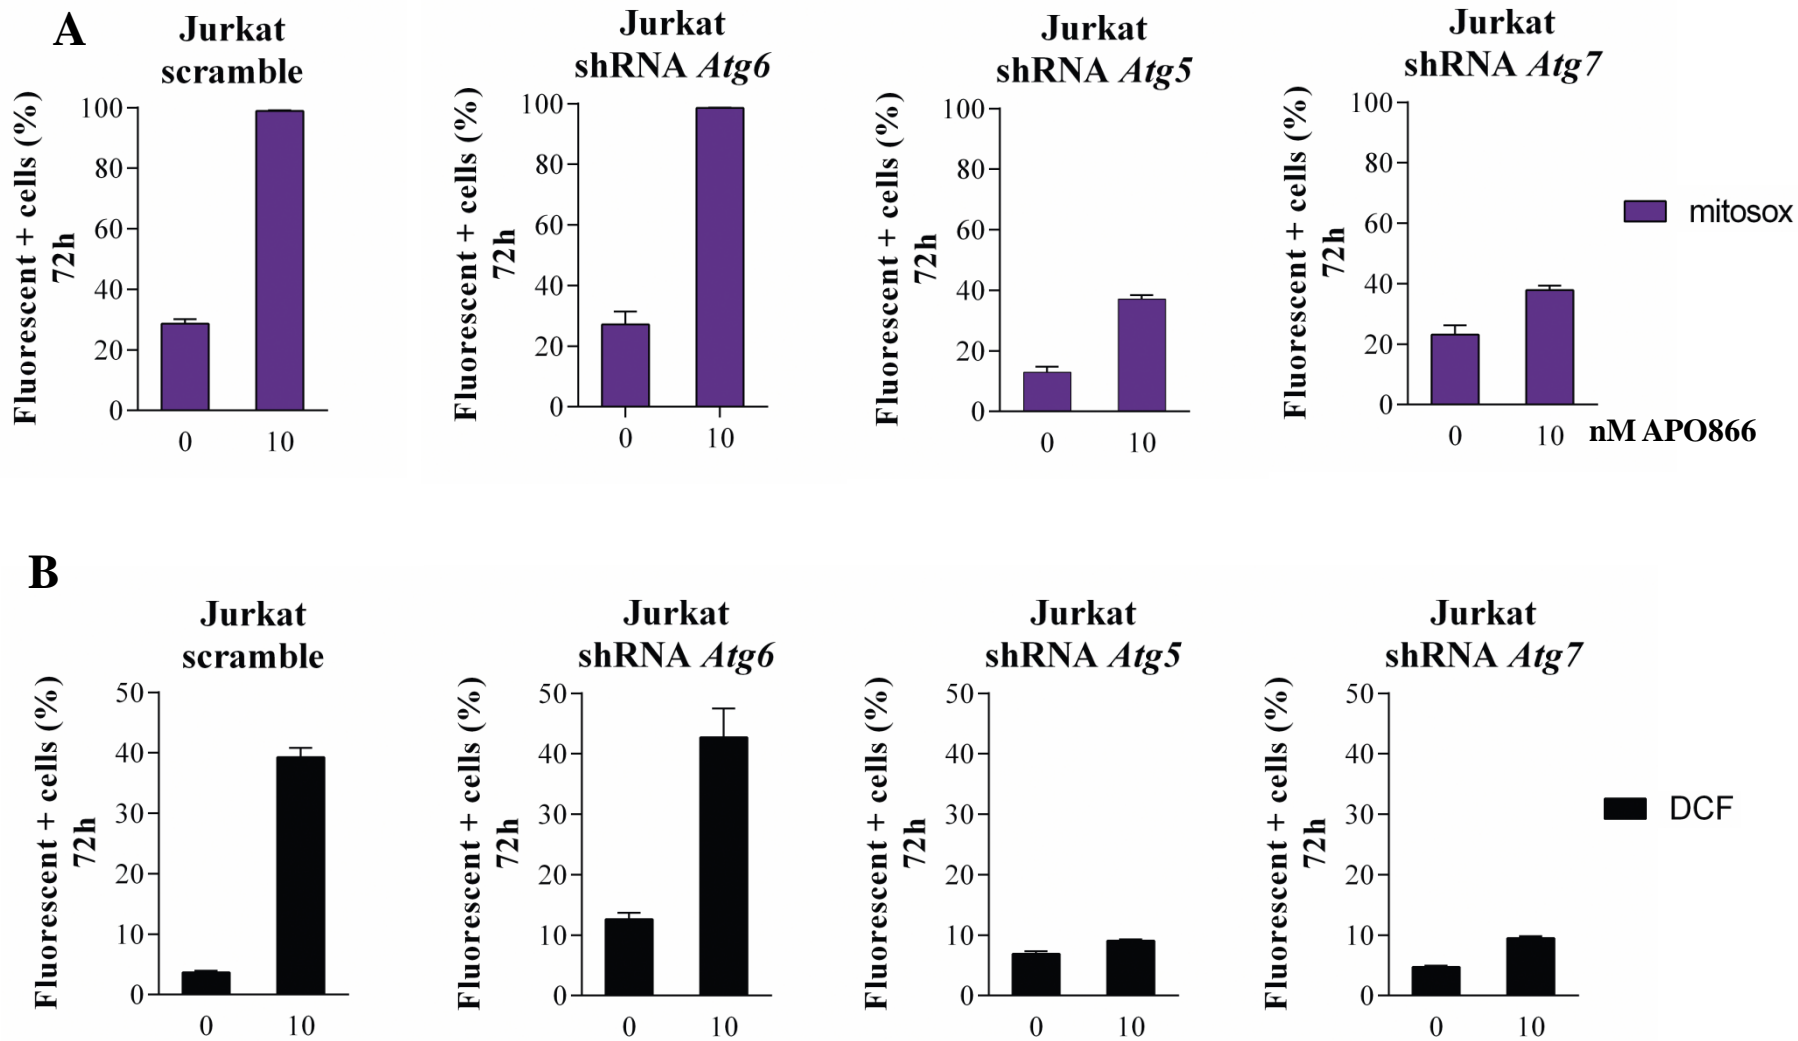 A
Jurkat
scramble
Fluorescent + cells (%)
72h
100
80
60
40
20
0
0
10
Jurkat
shRNA Atg6
Fluorescent + cells (%)
72h
100
80
60
40
20
0
0
10
Jurkat
shRNA Atg5
Fluorescent + cells (%)
72h
100
80
60
40
20
0
0
10
Jurkat
shRNA Atg7
Fluorescent + cells (%)
72h
100
80
60
40
20
0
0
10
nM APO866
mitosox
B
Jurkat
scramble
Fluorescent + cells (%)
72h
50
40
30
20
10
0
0
10
Jurkat
shRNA Atg6
Fluorescent + cells (%)
72h
50
40
30
20
10
0
0
10
Jurkat
shRNA Atg5
Fluorescent + cells (%)
72h
50
40
30
20
10
0
0
10
Jurkat
shRNA Atg7
Fluorescent + cells (%)
72h
50
40
30
20
10
0
0
10
DCF